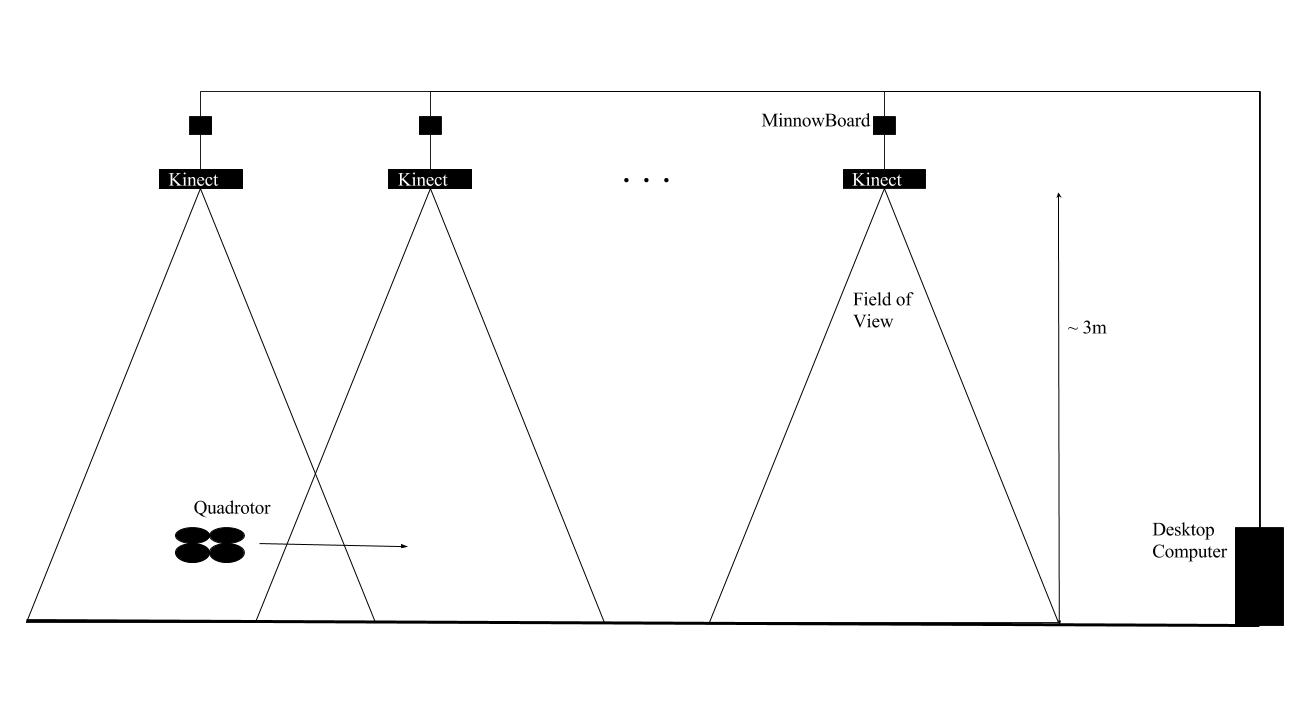 MinnowBoard
Kinect
Kinect
. . .
Kinect
Field of
View
~ 3m
Quadrotor
Desktop
Computer